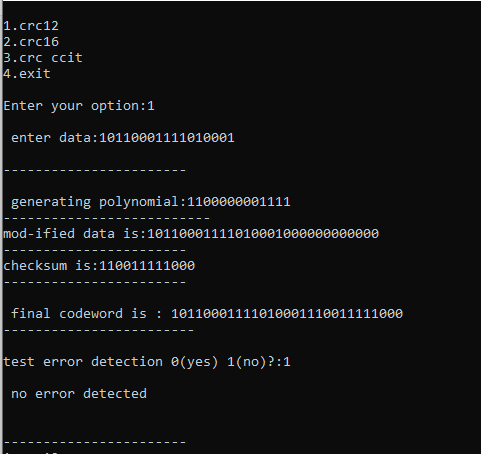 1.crc12
2.crc16
3.crc ccit
4.exit
Enter your option:1
enter data:10110001111010001
-----------------------
generating polynomial:1100000001111
--------------------------
mod-ified data is:10110001111010001000000000000
-----------------------
checksum is:110011111000
-----------------------
final codeword is : 10110001111010001110011111000
------------------------
test error detection 0(yes) 1(no)?:1
no error detected
-----------------------